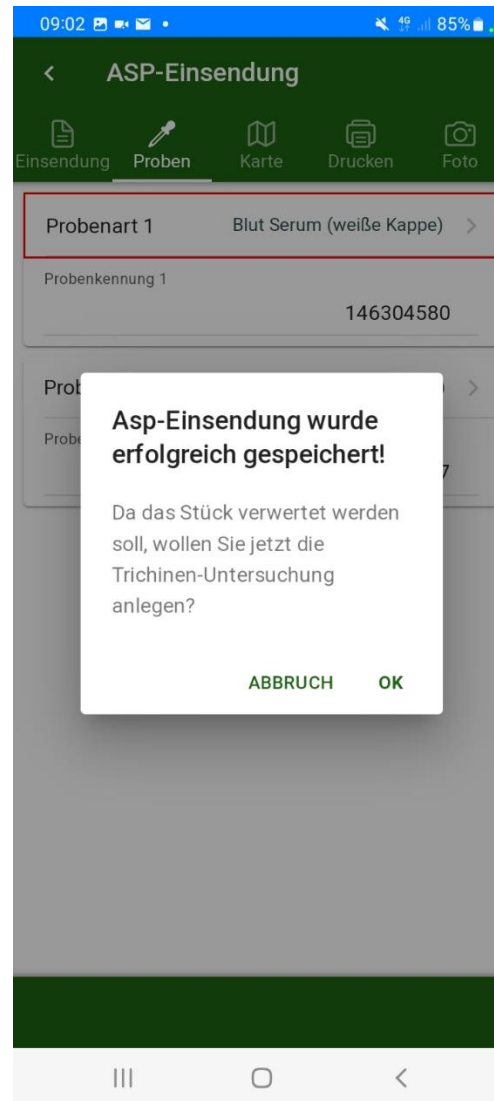 09:02
4G 85%
ASP-Einsendung
Einsendung Proben Karte Drucken Foto
Probenart 1 Blut Serum (weiße Kappe)
Probenkennung 1
146304580
Asp-Einsendung wurde
erfolgreich gespeichert!
Da das Stück verwertet werden
soll, wollen Sie jetzt die
Trichinen-Untersuchung
anlegen?
ABBRUCH OK